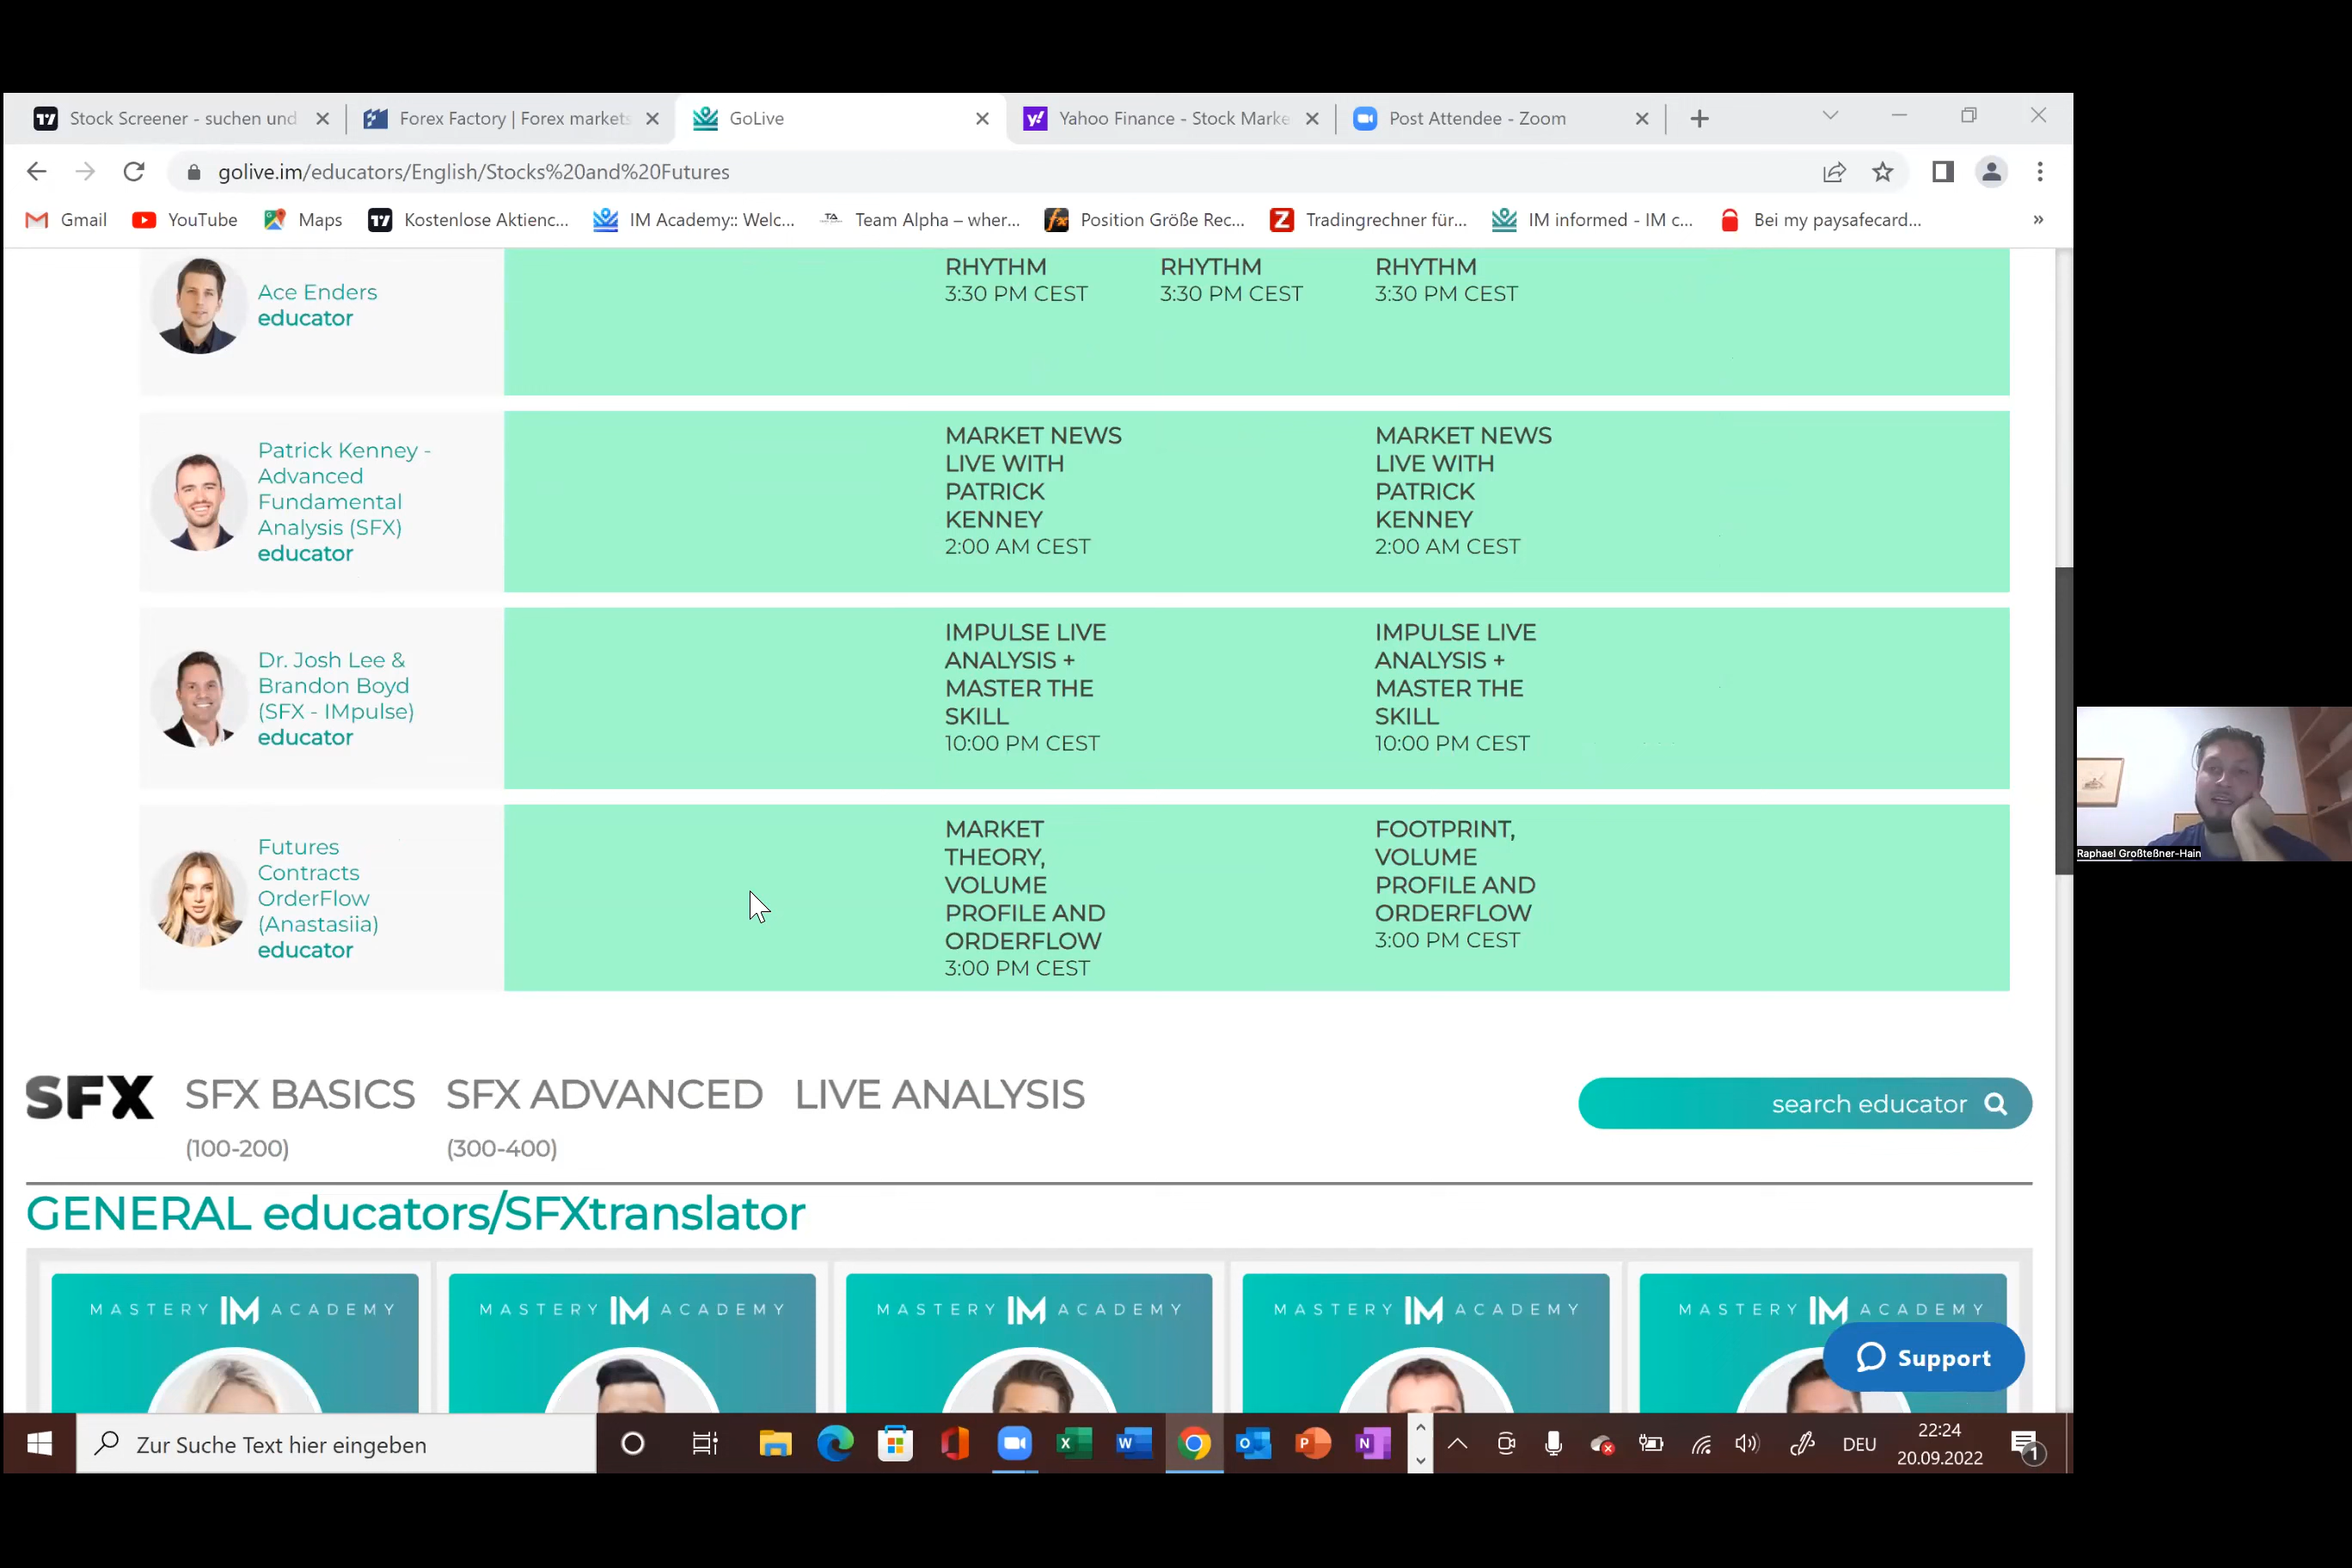 Stock Screener - suchen und
Forex Factory | Forex markets
GoLive
Yahoo Finance - Stock Marke
Post Attendee - Zoom
golive.im/educators/English/Stocks%20and%20Futures
Gmail
YouTube
Maps
Kostenlose Aktienc...
IM Academy:: Welc...
TA
Team Alpha – wher...
Position Größe Rec...
Tradingrechner für...
IM informed - IM c...
Bei my paysafecard...
»
Ace Enders
educator
RHYTHM
3:30 PM CEST
RHYTHM
3:30 PM CEST
RHYTHM
3:30 PM CEST
Patrick Kenney -
Advanced
Fundamental
Analysis (SFX)
educator
MARKET NEWS
LIVE WITH
PATRICK
KENNEY
2:00 AM CEST
MARKET NEWS
LIVE WITH
PATRICK
KENNEY
2:00 AM CEST
Dr. Josh Lee &
Brandon Boyd
(SFX - IMpulse)
educator
IMPULSE LIVE
ANALYSIS +
MASTER THE
SKILL
10:00 PM CEST
IMPULSE LIVE
ANALYSIS +
MASTER THE
SKILL
10:00 PM CEST
Raphael Großteßner-Hain
Futures
Contracts
OrderFlow
(Anastasiia)
educator
MARKET
THEORY,
VOLUME
PROFILE AND
ORDERFLOW
3:00 PM CEST
FOOTPRINT,
VOLUME
PROFILE AND
ORDERFLOW
3:00 PM CEST
SFX
SFX BASICS
(100-200)
SFX ADVANCED
(300-400)
LIVE ANALYSIS
search educator
GENERAL educators/SFXtranslator
MASTERY IM ACADEMY
MASTERY IM ACADEMY
MASTERY IM ACADEMY
MASTERY IM ACADEMY
MASTERY IM ACADEMY
Support
Zur Suche Text hier eingeben
DEU
22:24
20.09.2022
1